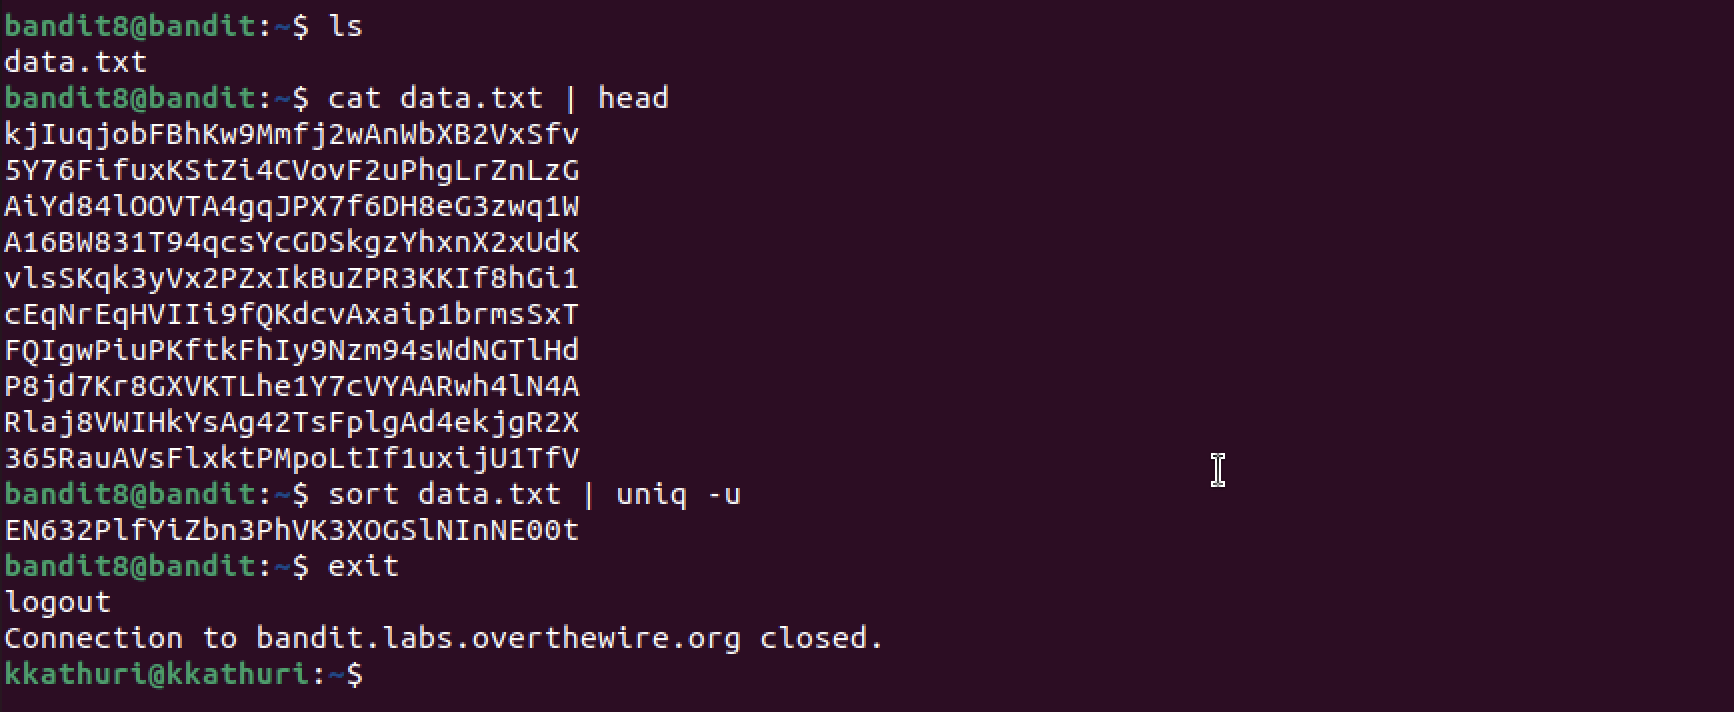 bandit8@bandit:~$ ls
data.txt
bandit8@bandit:~$ cat data.txt | head
kjIuqjobFBhKw9Mmfj2wAnWbXB2VxSfv
5Y76FifuxKStZi4CVovF2uPhgLrZnLzG
AiYd84lOOVTA4gqJPX7f6DH8eG3zwq1W
A16BW831T94qcsYcGDSkgzYhxnX2xUdK
vlsSKqk3yVx2PZxIkBuZPR3KKIf8hGi1
cEqNrEqHVIIi9fQKdcvAxaip1brmsSxT
FQIgwPiuPKftkFhIy9Nzm94sWdNGTlHd
P8jd7Kr8GXVKTLhe1Y7cVYAARwh4lN4A
Rlaj8VWIHkYsAg42TsFplgAd4ekjgR2X
365RauAVsFlxktPMpoLtIf1uxijU1TfV
bandit8@bandit:~$ sort data.txt | uniq -u
EN632PlfYiZbn3PhVK3XOGSlNInNE00t
bandit8@bandit:~$ exit
logout
Connection to bandit.labs.overthewire.org closed.
kkathuri@kkathuri:~$